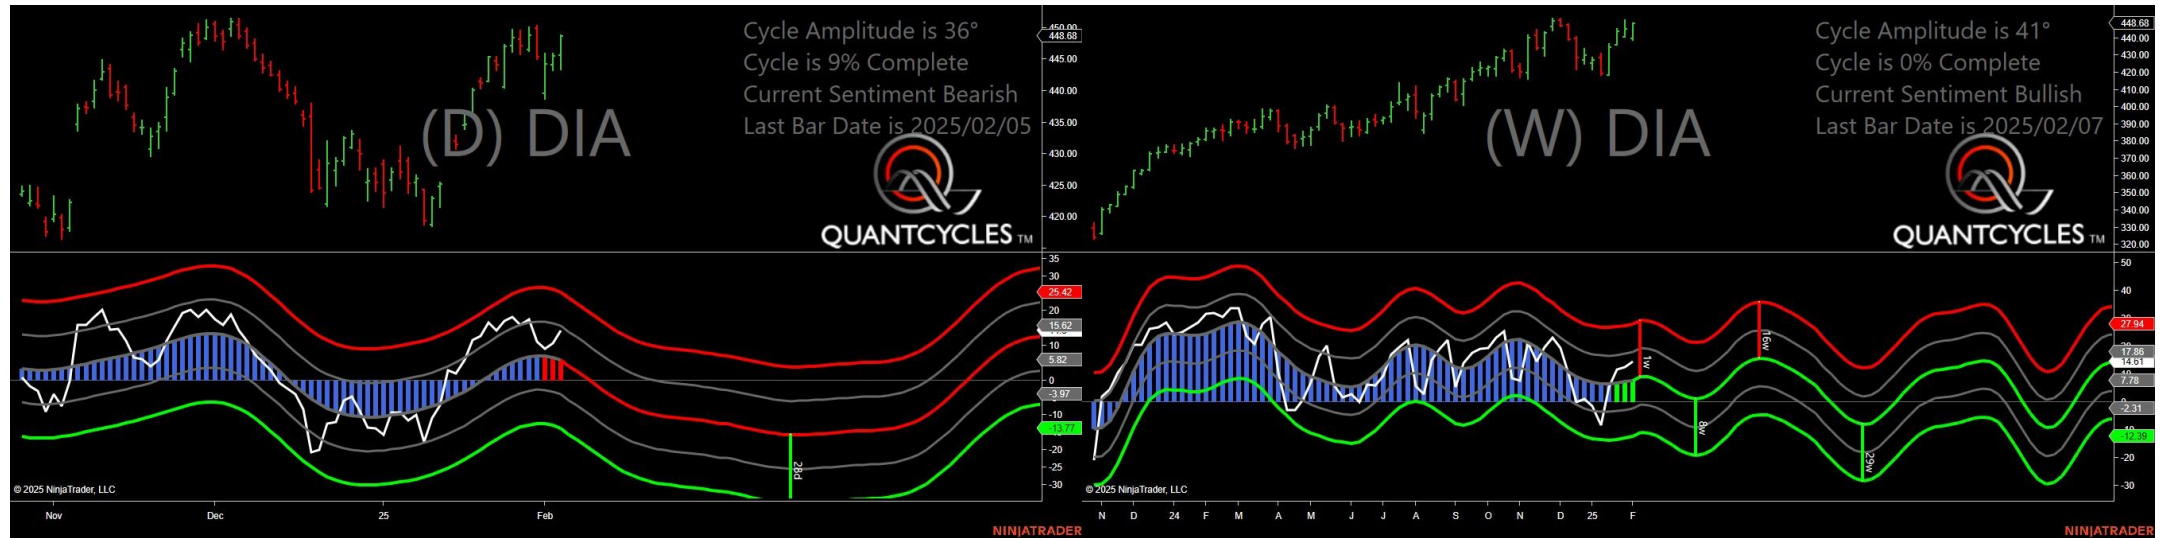 Cycle Amplitude is 36°
Cycle is 9% Complete
Current Sentiment Bearish
Last Bar Date is 2025/02/05
(D) DIA
QUANTCYCLES TM
450.00
448.68
445.00
440.00
435.00
430.00
425.00
420.00
35
30
25.42
20
15.62
10
5.82
0
-3.97
-10
-13.77
-20
-25
-30
28d
© 2025 NinjaTrader, LLC
Nov
Dec
25
Feb
NINJATRADER
Cycle Amplitude is 41°
Cycle is 0% Complete
Current Sentiment Bullish
Last Bar Date is 2025/02/07
(W) DIA
QUANTCYCLES TM
448.68
440.00
430.00
420.00
410.00
400.00
390.00
380.00
370.00
360.00
350.00
340.00
330.00
320.00
50
40
27.94
17.86
14.61
7.78
-2.31
-12.39
-20
-30
1w
16w
8w
29w
© 2025 NinjaTrader, LLC
N D 24 F M A M J J A S O N D 25 F
NINJATRADER